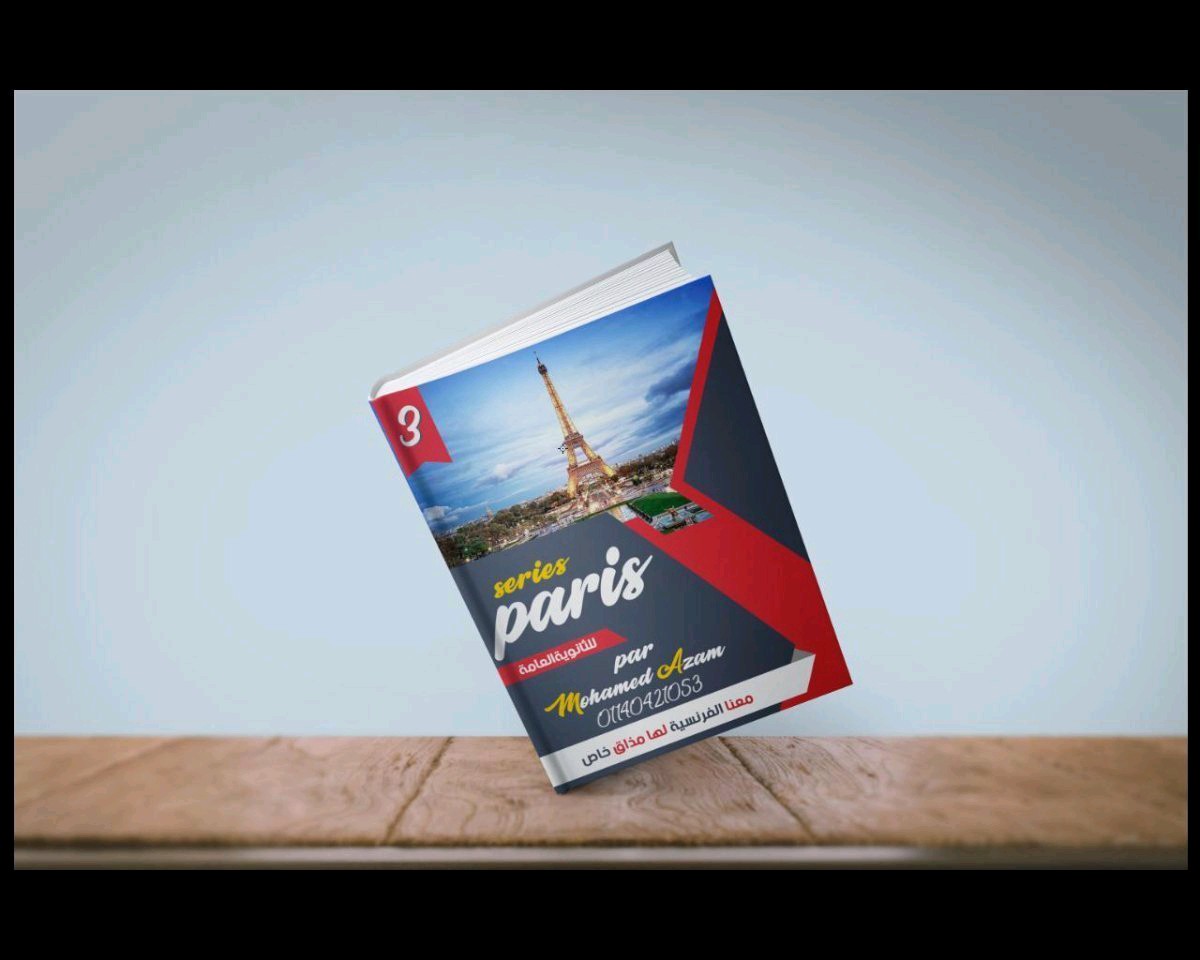 3
series
paris
للثانوية العامة
par
Mohamed Azam
01140421053
معنا الفرنسية لها مذاق خاص